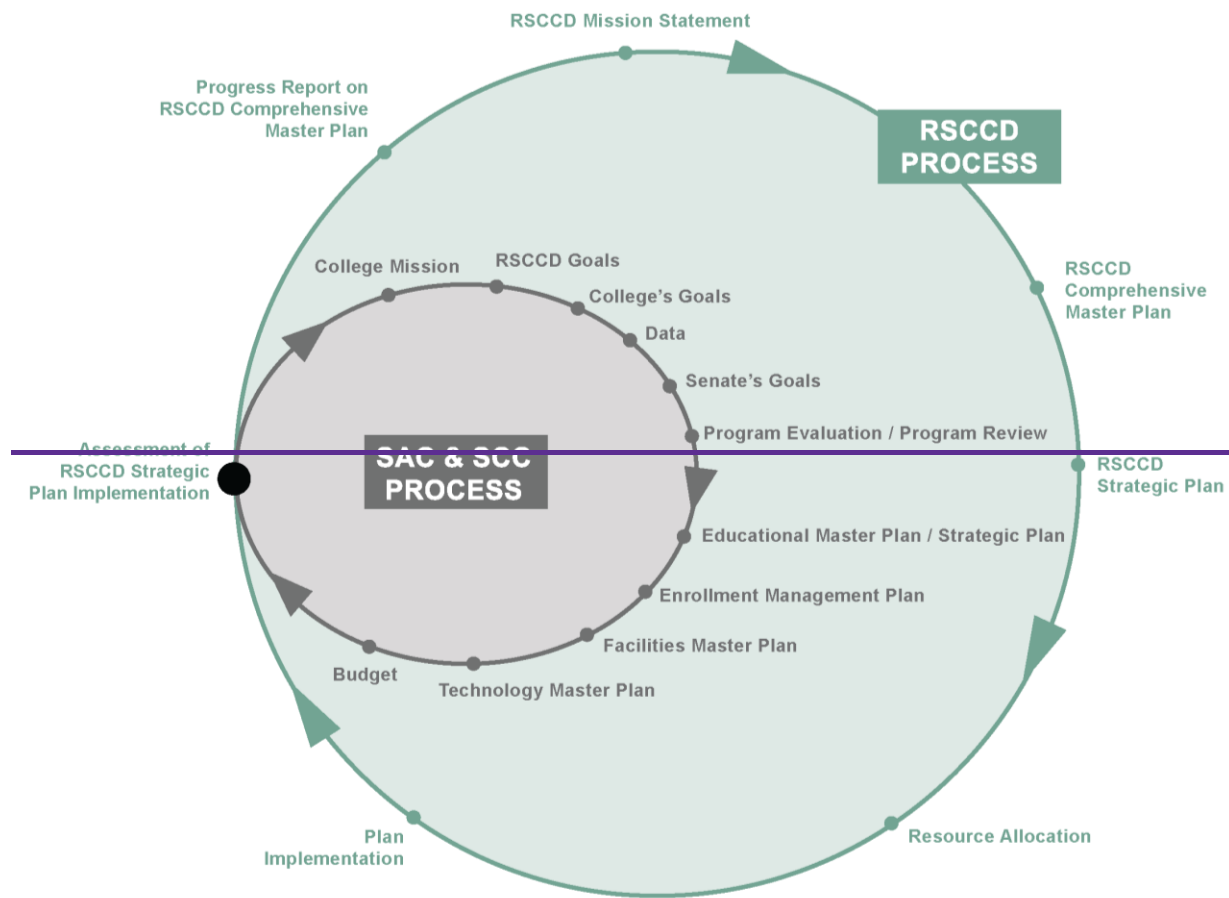 RSCCD Mission Statement
Progress Report on
RSCCD Comprehensive
Master Plan
RSCCD
PROCESS
RSCCD
Comprehensive
Master Plan
College Mission
RSCCD Goals
College’s Goals
Data
Senate’s Goals
Program Evaluation / Program Review
Assessment of
RSCCD Strategic
Plan Implementation
SAC & SCC
PROCESS
RSCCD
Strategic Plan
Educational Master Plan / Strategic Plan
Enrollment Management Plan
Facilities Master Plan
Budget
Technology Master Plan
Plan
Implementation
Resource Allocation